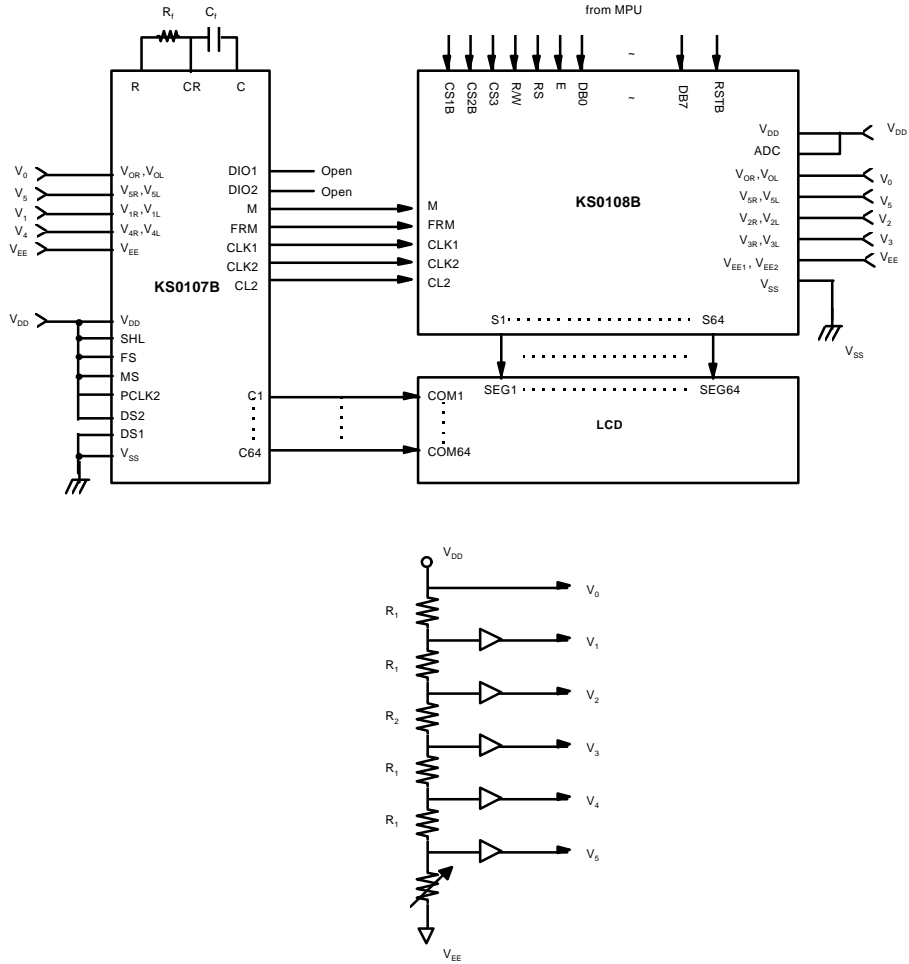 Rf Cf
R CR C
V0 VOR,VOL
V5 V5R,V5L
V1 V1R,V1L
V4 V4R,V4L
VEE VEE
KS0107B
VDD VDD
SHL
FS
MS
PCLK2
DS2
DS1
VSS
DIO1 Open
DIO2 Open
M
FRM
CLK1
CLK2
CL2
C1
C64
from MPU
~
CS1B CS2B CS3 R/W RS E DB0 ~ DB7 RSTB
KS0108B
M
FRM
CLK1
CLK2
CL2
VDD VDD
ADC
VOR,VOL V0
V5R,V5L V5
V2R,V2L V2
V3R,V3L V3
VEE1, VEE2 VEE
VSS
VSS
S1 S64
SEG1 SEG64
COM1
LCD
COM64
VDD
V0
R1
V1
R1
V2
R2
V3
R1
V4
R1
V5
VEE